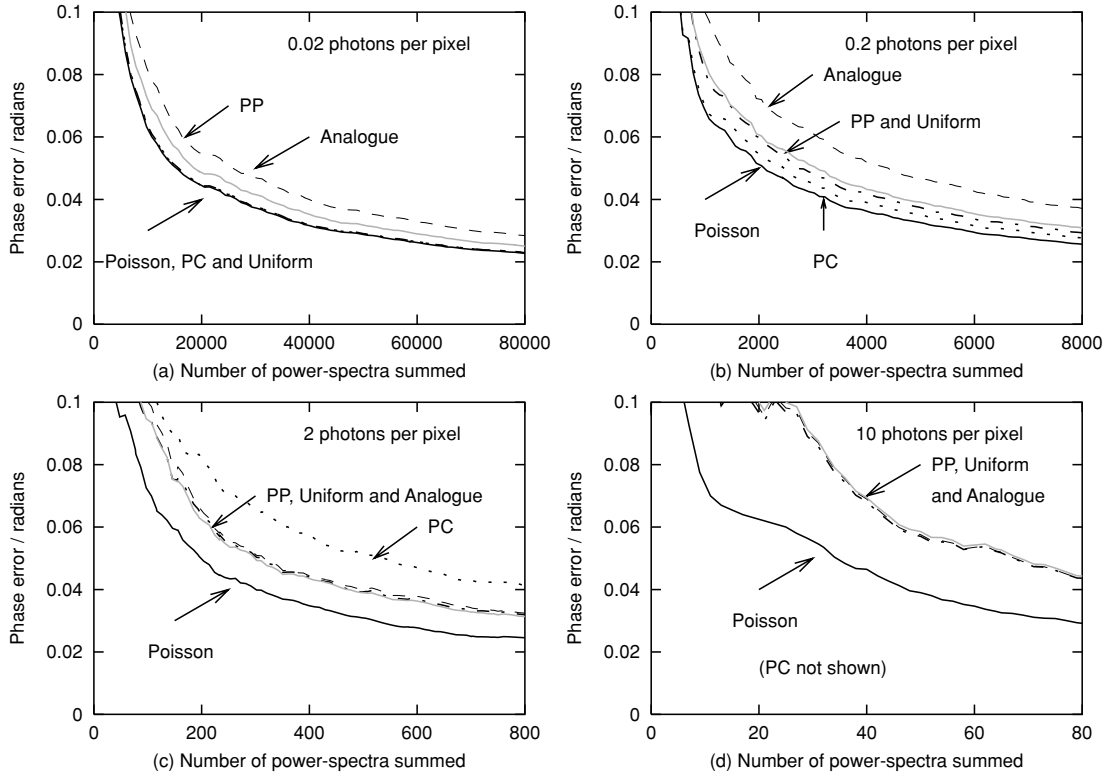 0.1
0.08
0.06
0.04
0.02
0
Phase error / radians
0.02 photons per pixel
PP
Analogue
Poisson, PC and Uniform
0 20000 40000 60000 80000
(a) Number of power-spectra summed
0.1
0.08
0.06
0.04
0.02
0
Phase error / radians
0.2 photons per pixel
Analogue
PP and Uniform
Poisson
PC
0 2000 4000 6000 8000
(b) Number of power-spectra summed
0.1
0.08
0.06
0.04
0.02
0
Phase error / radians
2 photons per pixel
PP, Uniform and Analogue
PC
Poisson
0 200 400 600 800
(c) Number of power-spectra summed
0.1
0.08
0.06
0.04
0.02
0
Phase error / radians
10 photons per pixel
PP, Uniform
and Analogue
Poisson
(PC not shown)
0 20 40 60 80
(d) Number of power-spectra summed